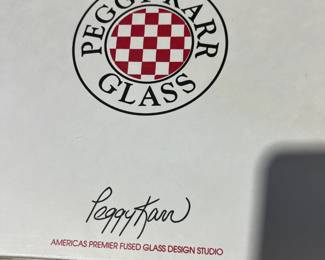 PEGGY KARR
GLASS
Peggy Karr
AMERICAS PREMIER FUSED GLASS DESIGN STUDIO